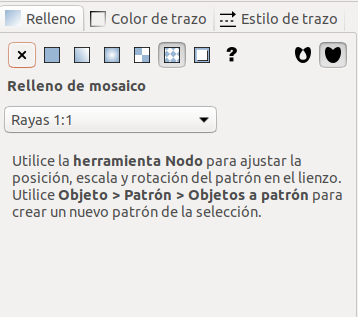 Relleno Color de trazo Estilo de trazo
?
Relleno de mosaico
Rayas 1:1
Utilice la herramienta Nodo para ajustar la
posición, escala y rotación del patrón en el lienzo.
Utilice Objeto > Patrón > Objetos a patrón para
crear un nuevo patrón de la selección.